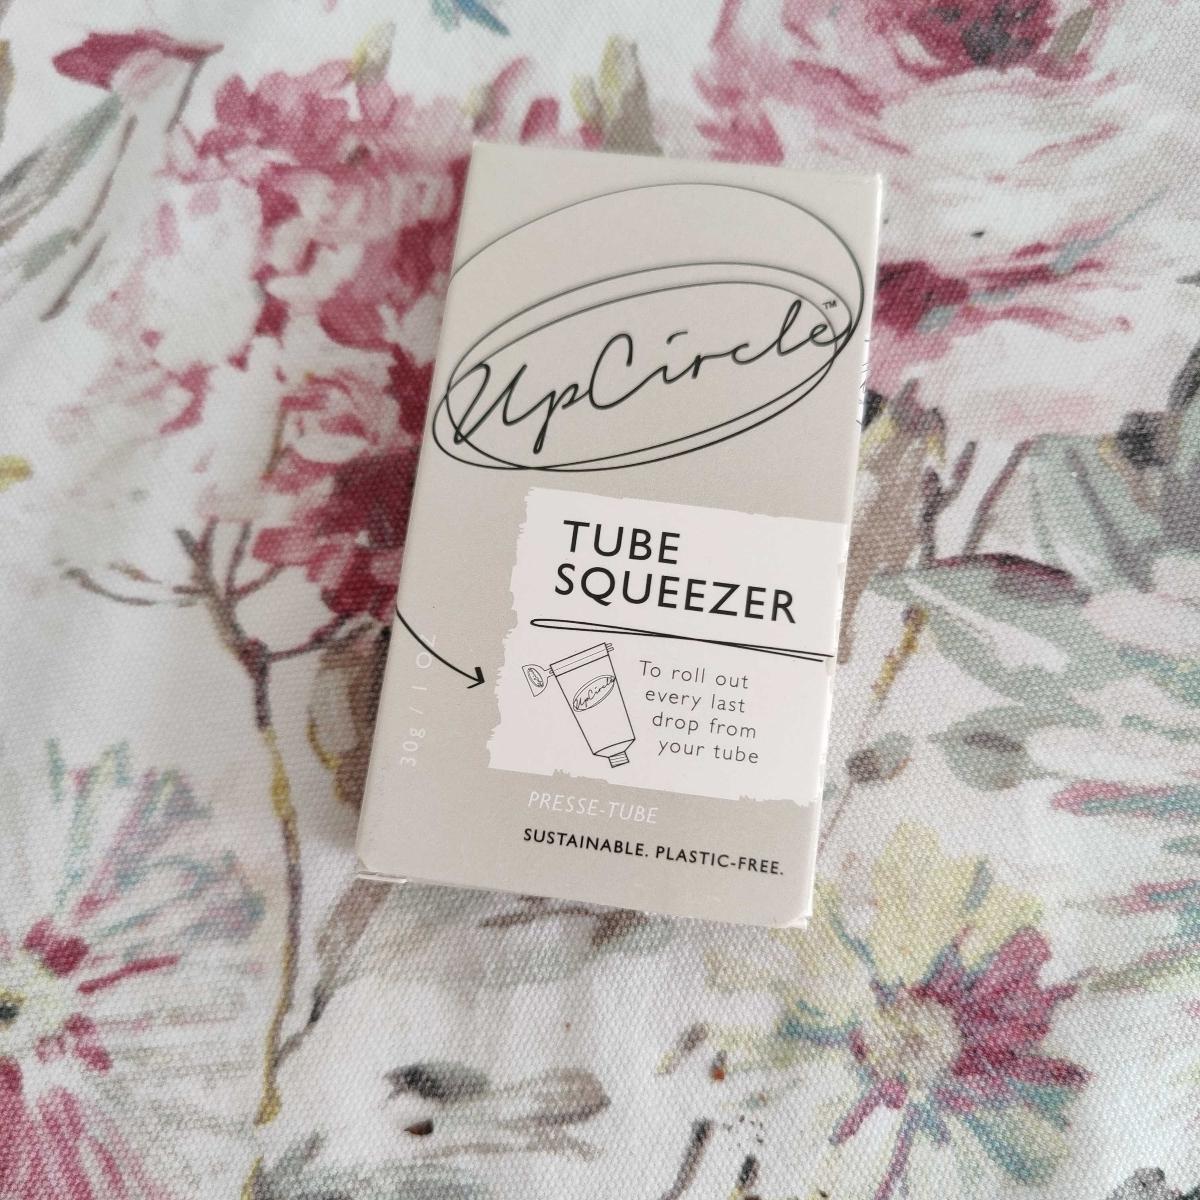 UpCircle™
TUBE
SQUEEZER
UpCircle
To roll out
every last
drop from
your tube
30g / 1 OZ
PRESSE-TUBE
SUSTAINABLE. PLASTIC-FREE.